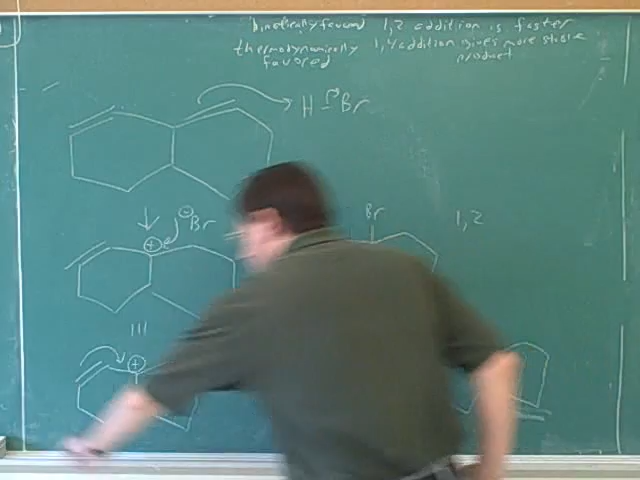 kinetically favored 1,2 addition is faster
thermodynamically 1,4 addition gives more stable
favored product
H - Br
⊖ Br
⊕
Br
1,2
⊕